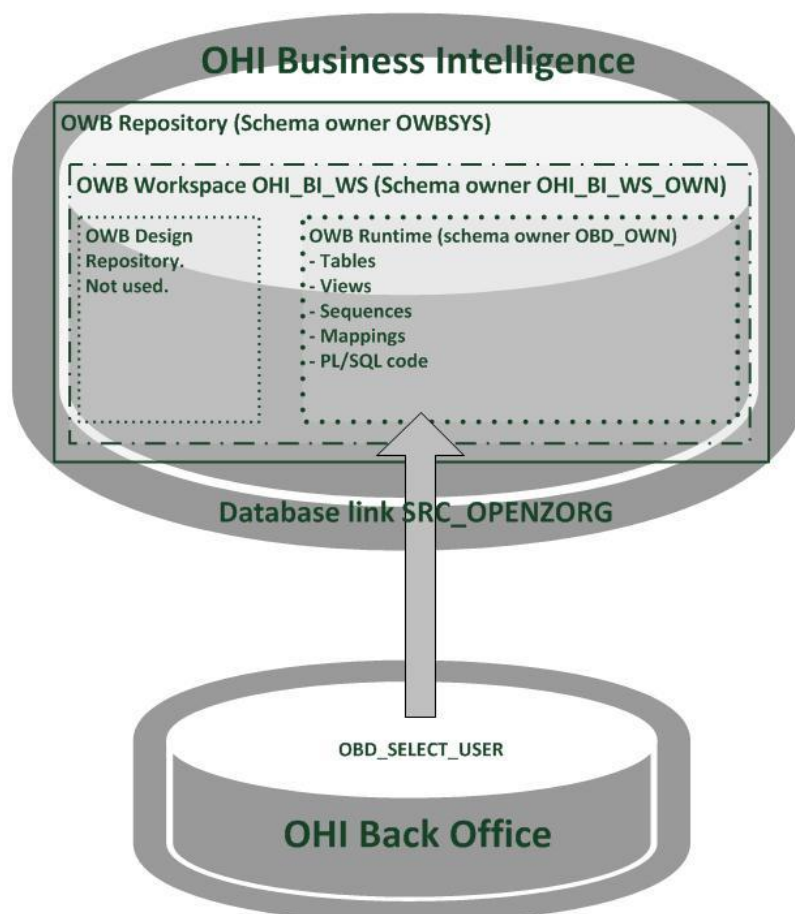 OHI Business Intelligence
OWB Repository (Schema owner OWBSYS)
OWB Workspace OHI_BI_WS (Schema owner OHI_BI_WS_OWN)
OWB Design
Repository.
Not used.
OWB Runtime (schema owner OBD_OWN)
- Tables
- Views
- Sequences
- Mappings
- PL/SQL code
Database link SRC_OPENZORG
OBD_SELECT_USER
OHI Back Office